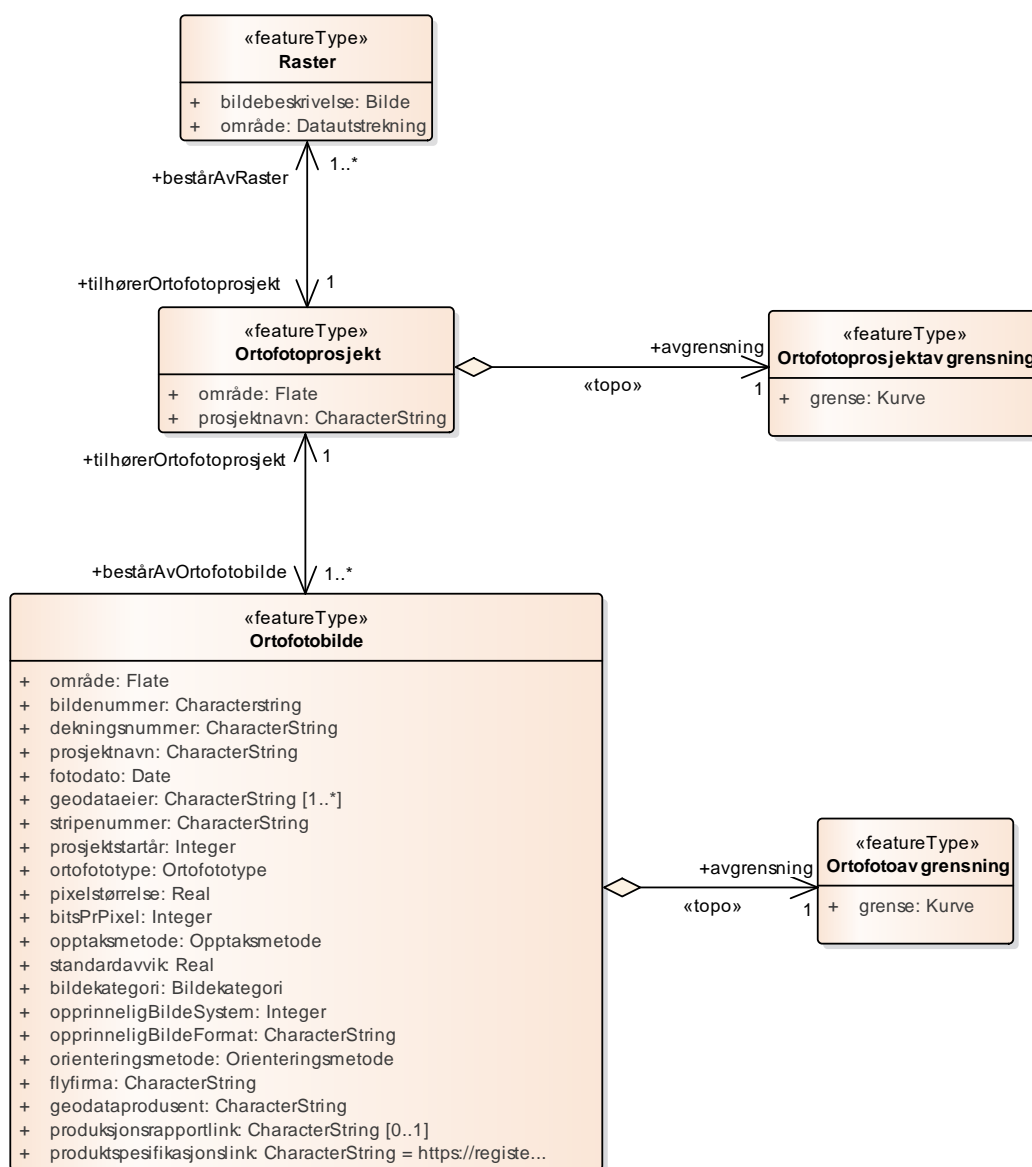 «featureType»
Raster
+ bildebeskrivelse: Bilde
+ område: Datautstrekning
1..*
+beståravRaster
+tilhørerOrtofotoprosjekt 1
«featureType»
Ortofotoprosjekt
+ område: Flate
+ prosjektnavn: CharacterString
+avgrensning
«topo»
1
«featureType»
Ortofotoprosjektavgrensning
+ grense: Kurve
+tilhørerOrtofotoprosjekt 1
+beståravOrtofotobilde 1..*
«featureType»
Ortofotobilde
+ område: Flate
+ bildenummer: Characterstring
+ dekningsnummer: CharacterString
+ prosjektnavn: CharacterString
+ fotodato: Date
+ geodataeier: CharacterString [1..*]
+ stripenummer: CharacterString
+ prosjektstartår: Integer
+ ortofototype: Ortofototype
+ pixelstørrelse: Real
+ bitsPrPixel: Integer
+ opptaksmetode: Opptaksmetode
+ standardavvik: Real
+ bildekategori: Bildekategori
+ opprinneligBildeSystem: Integer
+ opprinneligBildeFormat: CharacterString
+ orienteringsmetode: Orienteringsmetode
+ flyfirma: CharacterString
+ geodataprodusent: CharacterString
+ produksjonsrapportlink: CharacterString [0..1]
+ produktspesifikasjonslink: CharacterString = https://registe...
+avgrensning
«topo»
1
«featureType»
Ortofotoavgrensning
+ grense: Kurve